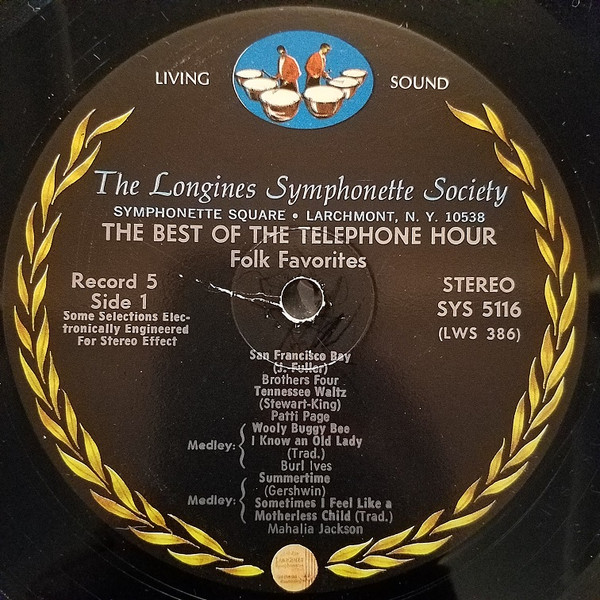 LIVING SOUND
The Longines Symphonette Society
SYMPHONETTE SQUARE • LARCHMONT, N. Y. 10538
THE BEST OF THE TELEPHONE HOUR
Folk Favorites
Record 5
Side 1
Some Selections Elec-
tronically Engineered
For Stereo Effect
STEREO
SYS 5116
(LWS 386)
San Francisco Bay
(J. Fuller)
Brothers Four
Tennessee Waltz
(Stewart-King)
Patti Page
Wooly Buggy Bee
Medley: I Know an Old Lady
(Trad.)
Burl Ives
Summertime
(Gershwin)
Medley: Sometimes I Feel Like a
Motherless Child (Trad.)
Mahalia Jackson